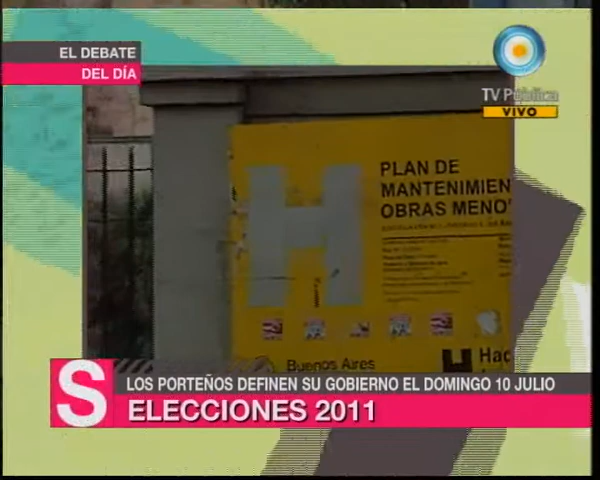 EL DEBATE
DEL DÍA
TV Pública
VIVO
H
PLAN DE
MANTENIMIEN
OBRAS MENO
Buenos Aires
H Hac
S
LOS PORTEÑOS DEFINEN SU GOBIERNO EL DOMINGO 10 JULIO
ELECCIONES 2011